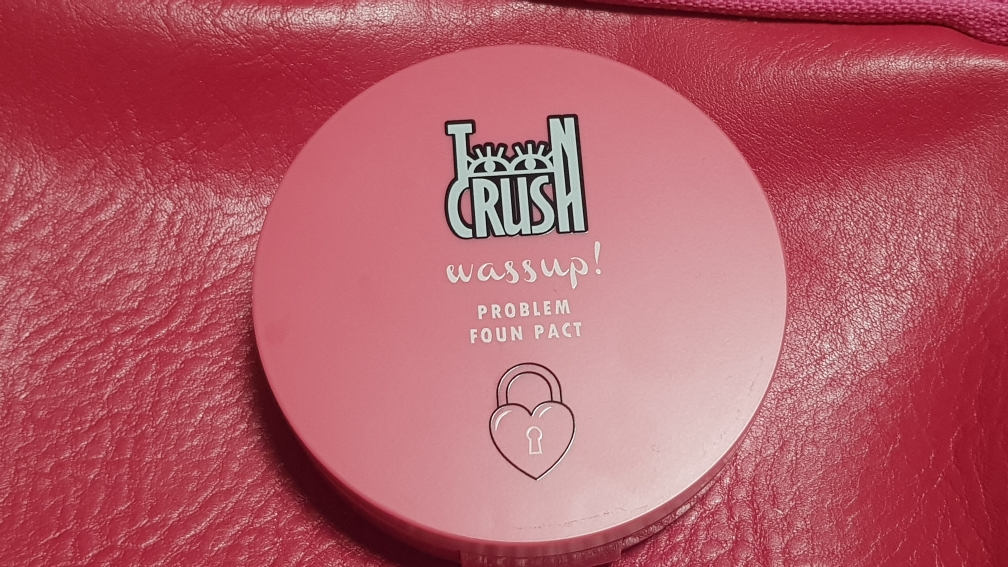 TOON
CRUSH
wassup!
PROBLEM
FOUN PACT